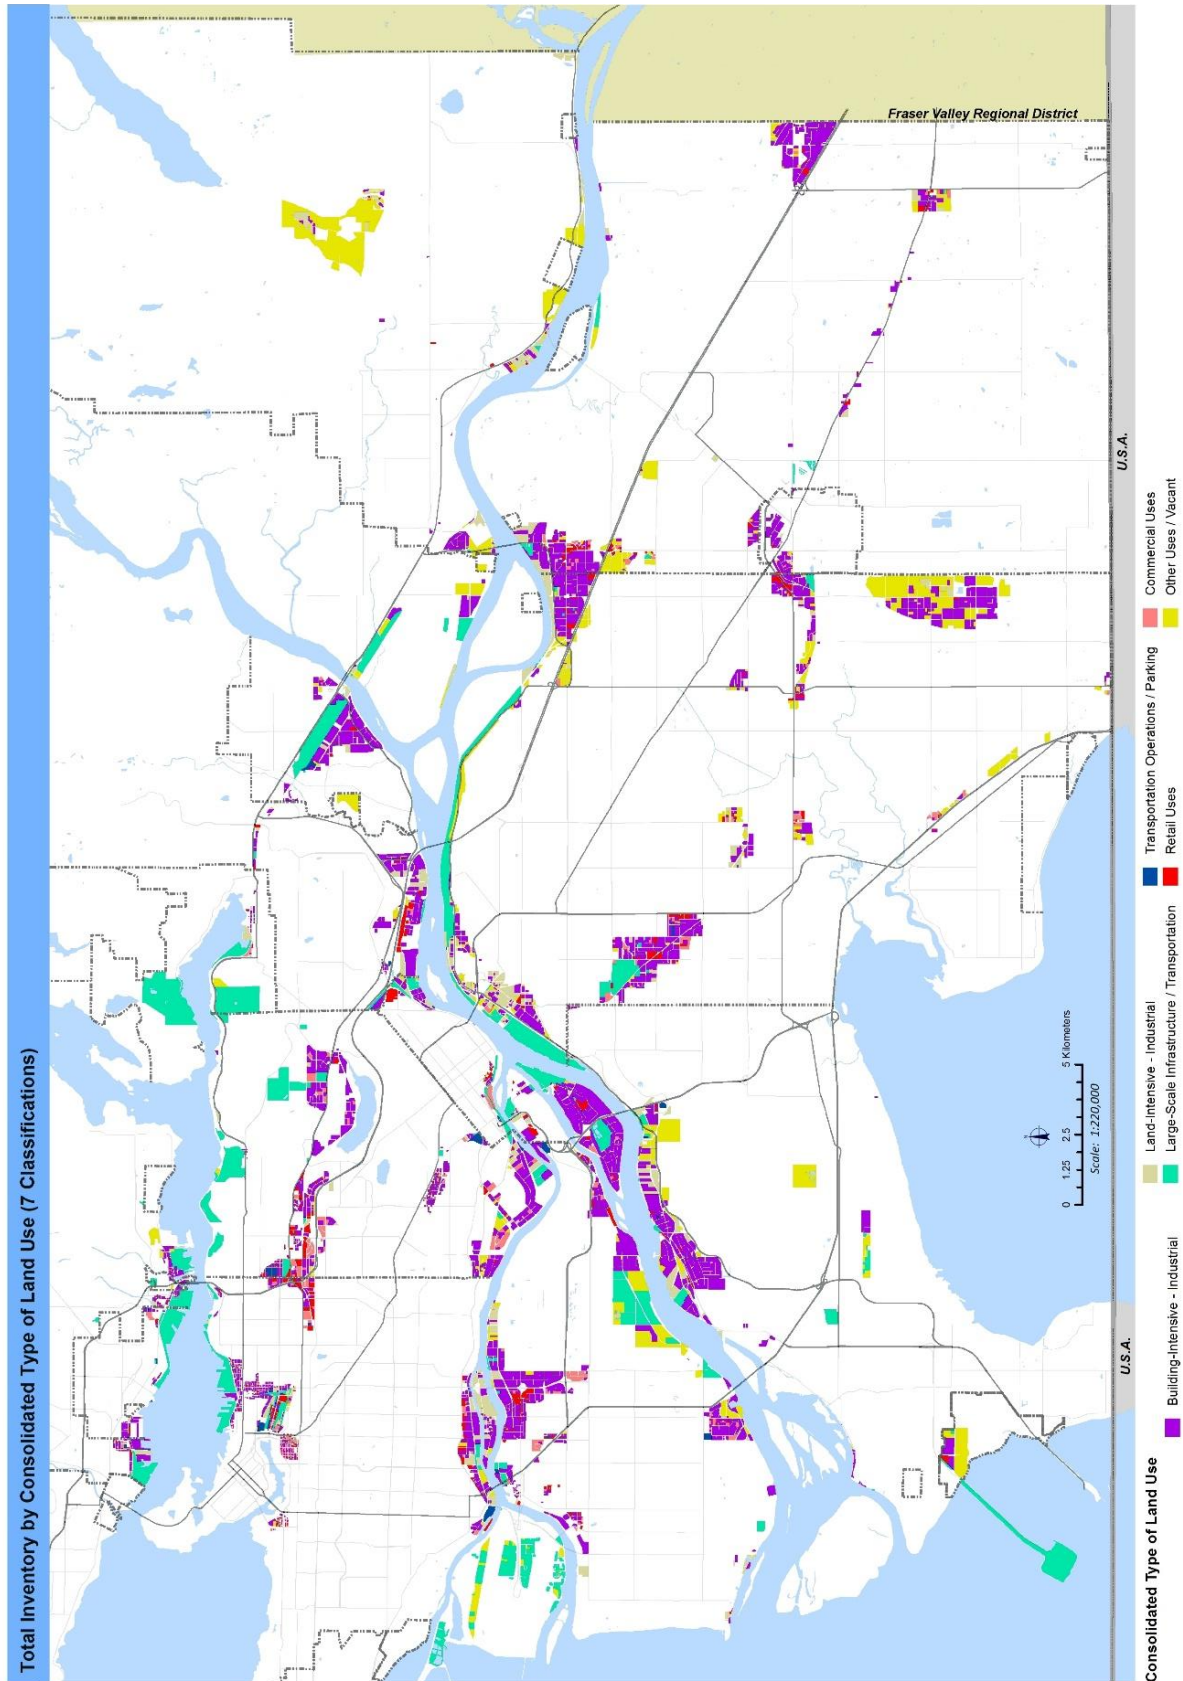 Total Inventory by Consolidated Type of Land Use (7 Classifications)
Fraser Valley Regional District
N
0 1.25 2.5 5 Kilometers
Scale: 1:220,000
U.S.A.
U.S.A.
Consolidated Type of Land Use
Building-Intensive - Industrial
Land-Intensive - Industrial
Large-Scale Infrastructure / Transportation
Transportation Operations / Parking
Retail Uses
Commercial Uses
Other Uses / Vacant